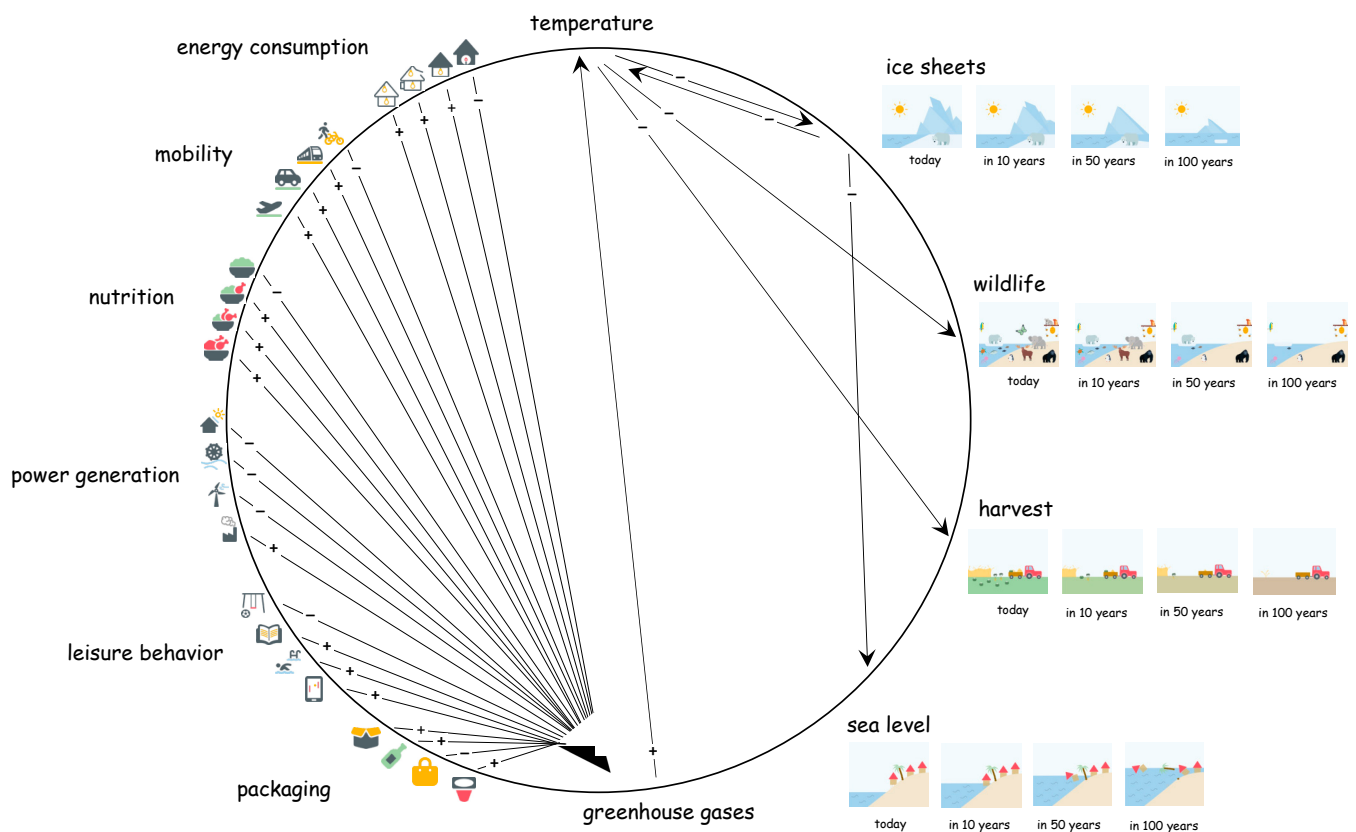 temperature
energy consumption
ice sheets
today
in 10 years
in 50 years
in 100 years
mobility
nutrition
wildlife
today
in 10 years
in 50 years
in 100 years
power generation
harvest
today
in 10 years
in 50 years
in 100 years
leisure behavior
sea level
today
in 10 years
in 50 years
in 100 years
packaging
greenhouse gases
+ + + −
+ + + −
− + + +
− − − +
− + + +
+ + − +
+
− − − − −